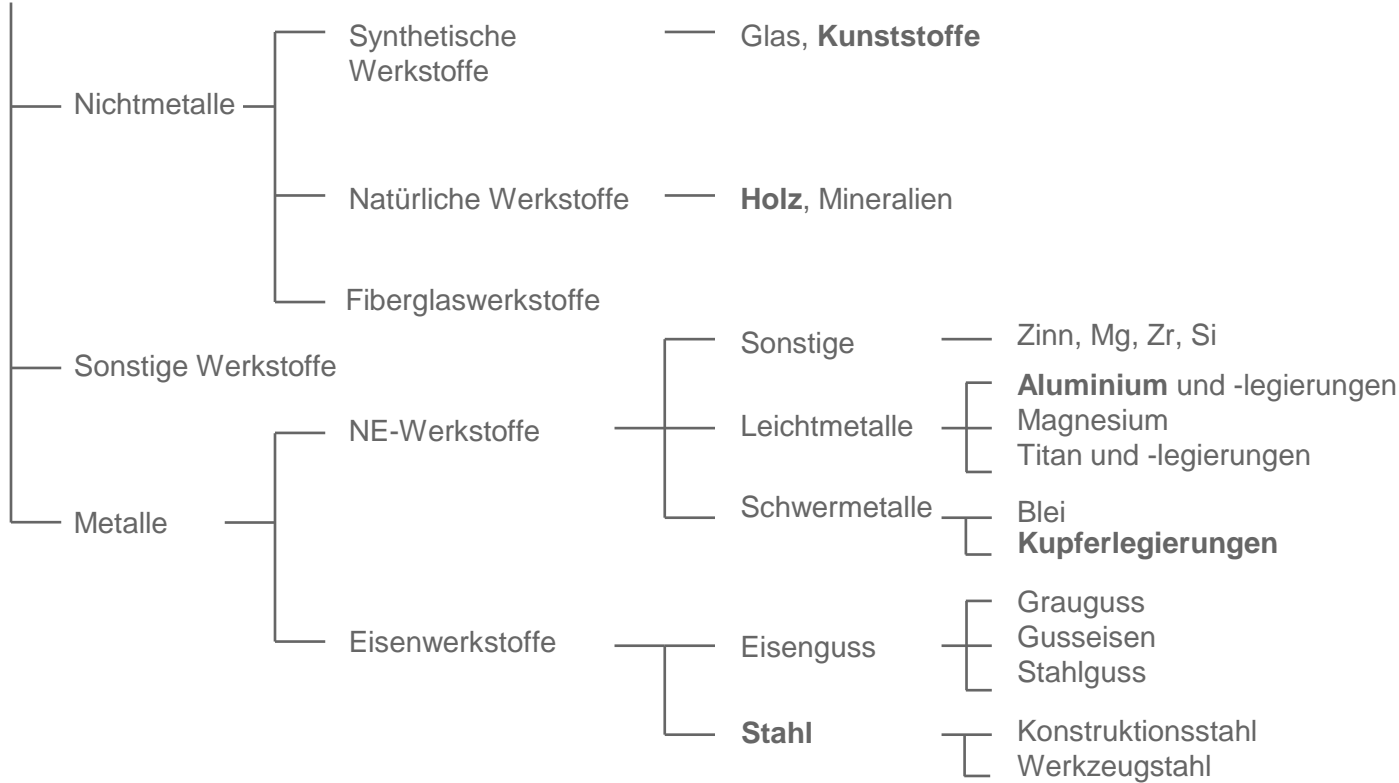 Synthetische
Werkstoffe
Glas, Kunststoffe
Nichtmetalle
Natürliche Werkstoffe
Holz, Mineralien
Fiberglaswerkstoffe
Sonstige Werkstoffe
Sonstige
Zinn, Mg, Zr, Si
NE-Werkstoffe
Leichtmetalle
Aluminium und -legierungen
Magnesium
Titan und -legierungen
Metalle
Schwermetalle
Blei
Kupferlegierungen
Eisenwerkstoffe
Eisenguss
Grauguss
Gusseisen
Stahlguss
Stahl
Konstruktionsstahl
Werkzeugstahl